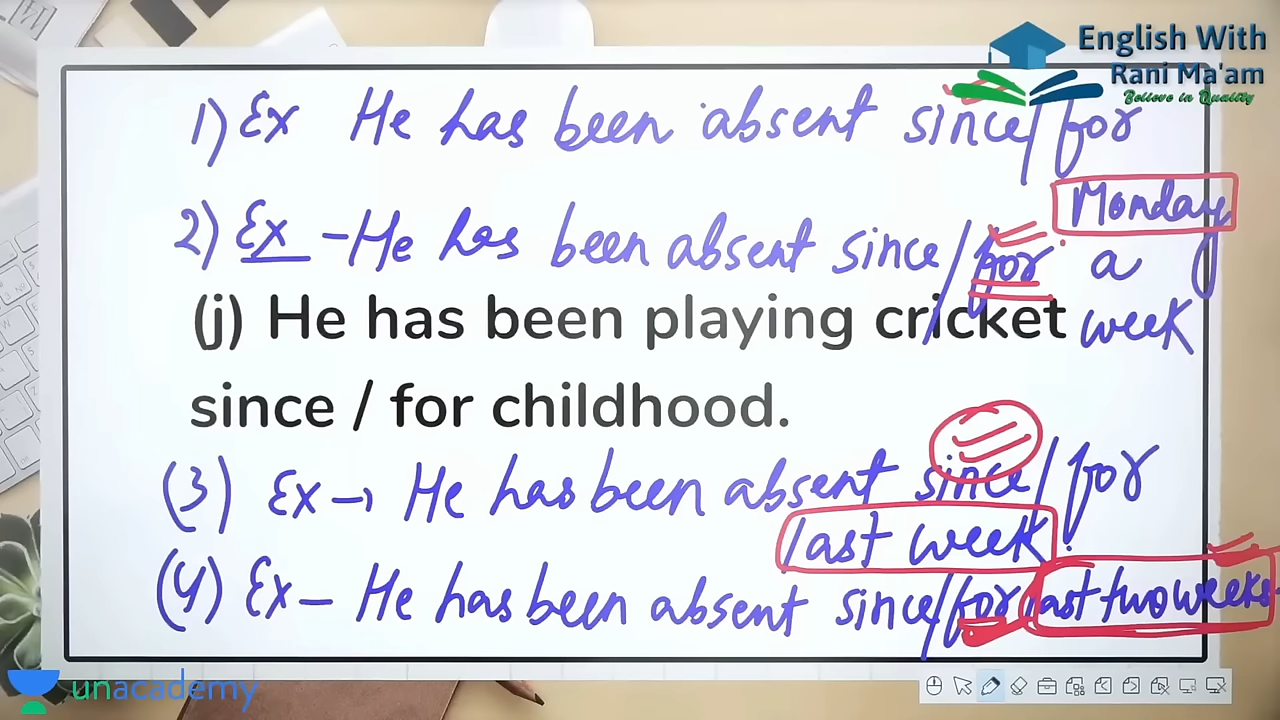 English With
Rani Ma'am
Believe in Quality
1) Ex He has been absent since/for
Monday
2) Ex - He has been absent since/for a
week
(j) He has been playing cricket
since / for childhood.
(3) Ex → He has been absent since/for
last week.
(4) Ex - He has been absent since/for last two weeks
unacademy